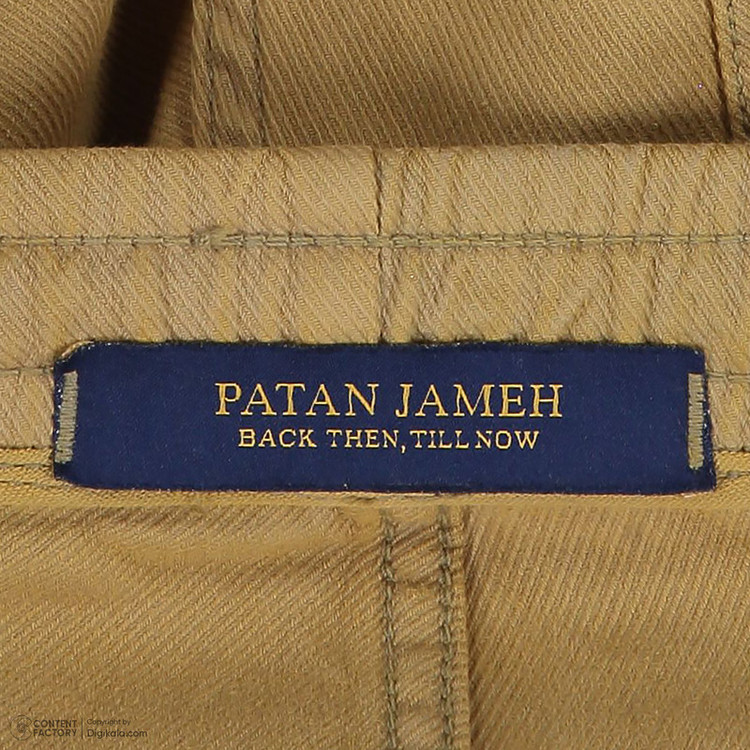 PATAN JAMEH
BACK THEN, TILL NOW
CONTENT
FACTORY
Copyright by
Digikala.com